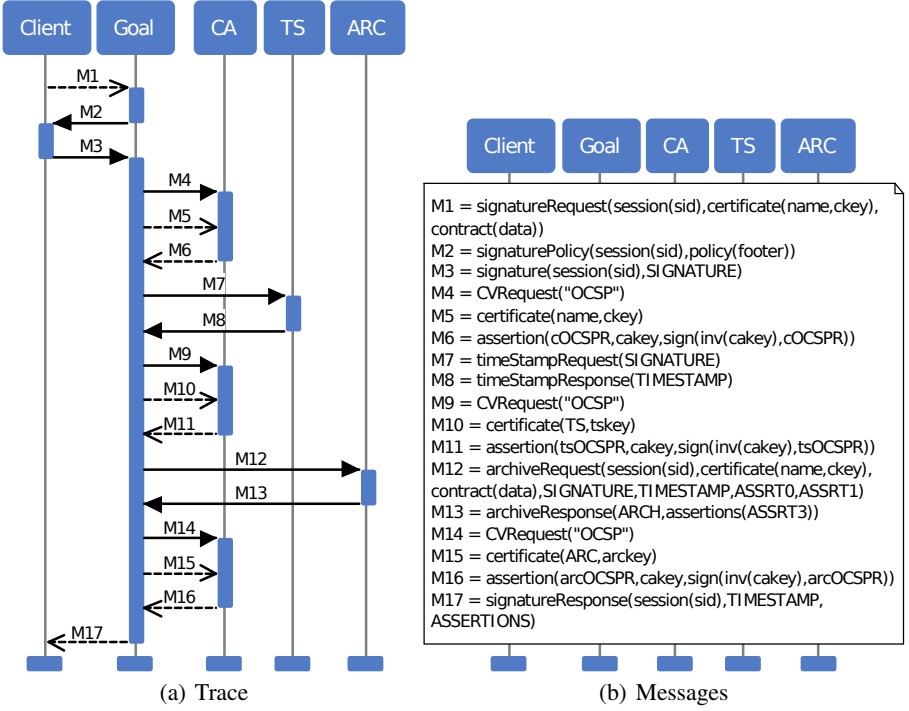 Client Goal CA TS ARC
M1
M2
M3
M4
M5
M6
M7
M8
M9
M10
M11
M12
M13
M14
M15
M16
M17
(a) Trace
Client Goal CA TS ARC
M1 = signatureRequest(session(sid),certificate(name,ckey),
contract(data))
M2 = signaturePolicy(session(sid),policy(footer))
M3 = signature(session(sid),SIGNATURE)
M4 = CVRequest("OCSP")
M5 = certificate(name,ckey)
M6 = assertion(cOCSPR,cakey,sign(inv(cakey),cOCSPR))
M7 = timeStampRequest(SIGNATURE)
M8 = timeStampResponse(TIMESTAMP)
M9 = CVRequest("OCSP")
M10 = certificate(TS,tskey)
M11 = assertion(tsOCSPR,cakey,sign(inv(cakey),tsOCSPR))
M12 = archiveRequest(session(sid),certificate(name,ckey),
contract(data),SIGNATURE,TIMESTAMP,ASSRT0,ASSRT1)
M13 = archiveResponse(ARCH,assertions(ASSRT3))
M14 = CVRequest("OCSP")
M15 = certificate(ARC,arckey)
M16 = assertion(arcOCSPR,cakey,sign(inv(cakey),arcOCSPR))
M17 = signatureResponse(session(sid),TIMESTAMP,
ASSERTIONS)
(b) Messages